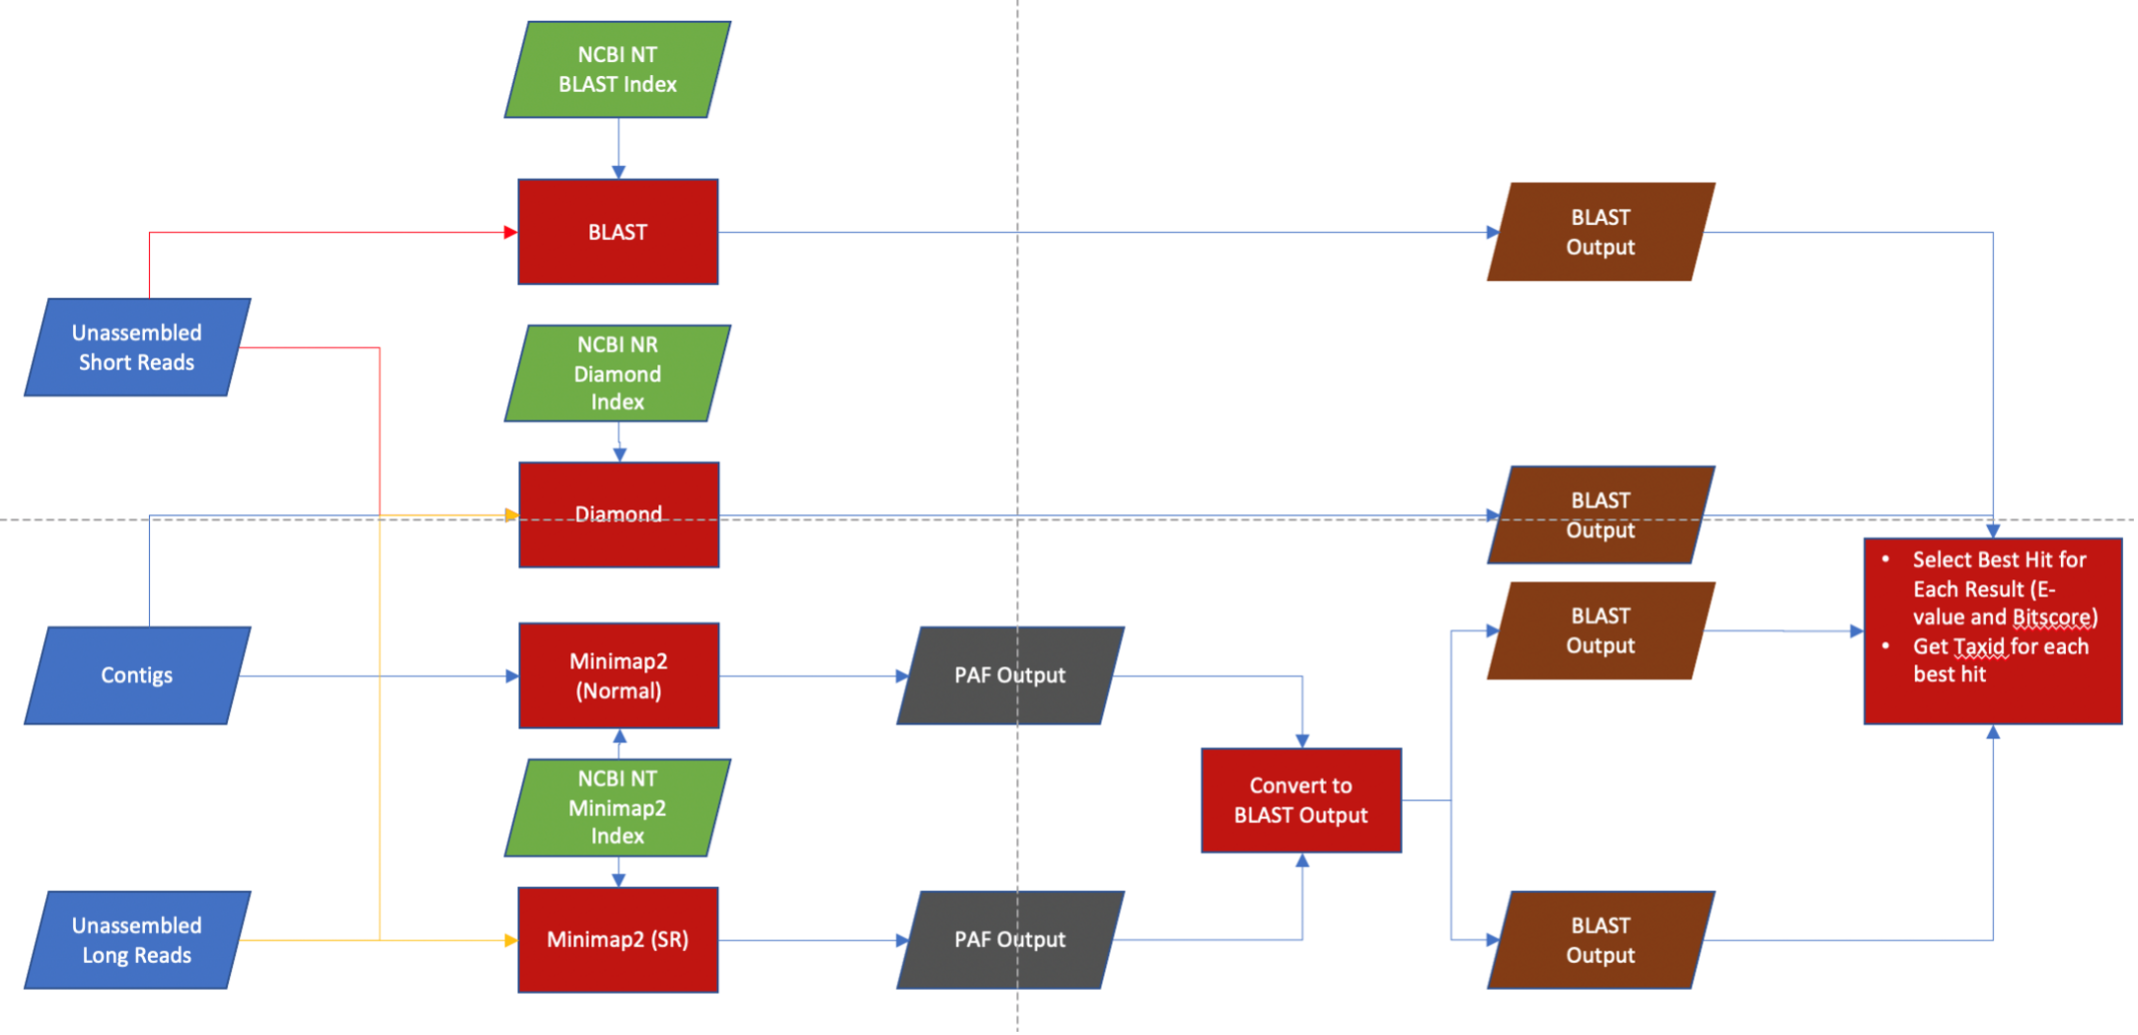 NCBI NT
BLAST Index
BLAST
BLAST
Output
Unassembled
Short Reads
NCBI NR
Diamond
Index
Diamond
BLAST
Output
Contigs
Minimap2
(Normal)
PAF Output
BLAST
Output
• Select Best Hit for
Each Result (E-
value and Bitscore)
• Get Taxid for each
best hit
NCBI NT
Minimap2
Index
Convert to
BLAST Output
Unassembled
Long Reads
Minimap2 (SR)
PAF Output
BLAST
Output